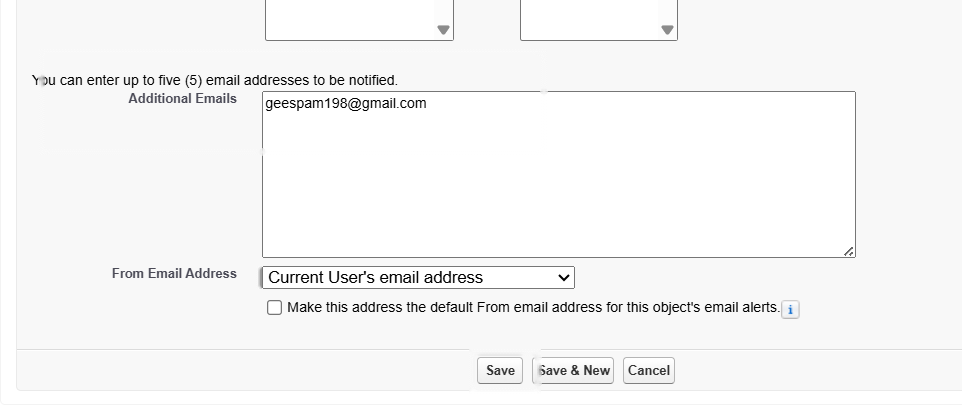 You can enter up to five (5) email addresses to be notified.
Additional Emails
geespam198@gmail.com
From Email Address
Current User's email address
Make this address the default From email address for this object's email alerts.
i
Save
Save & New
Cancel